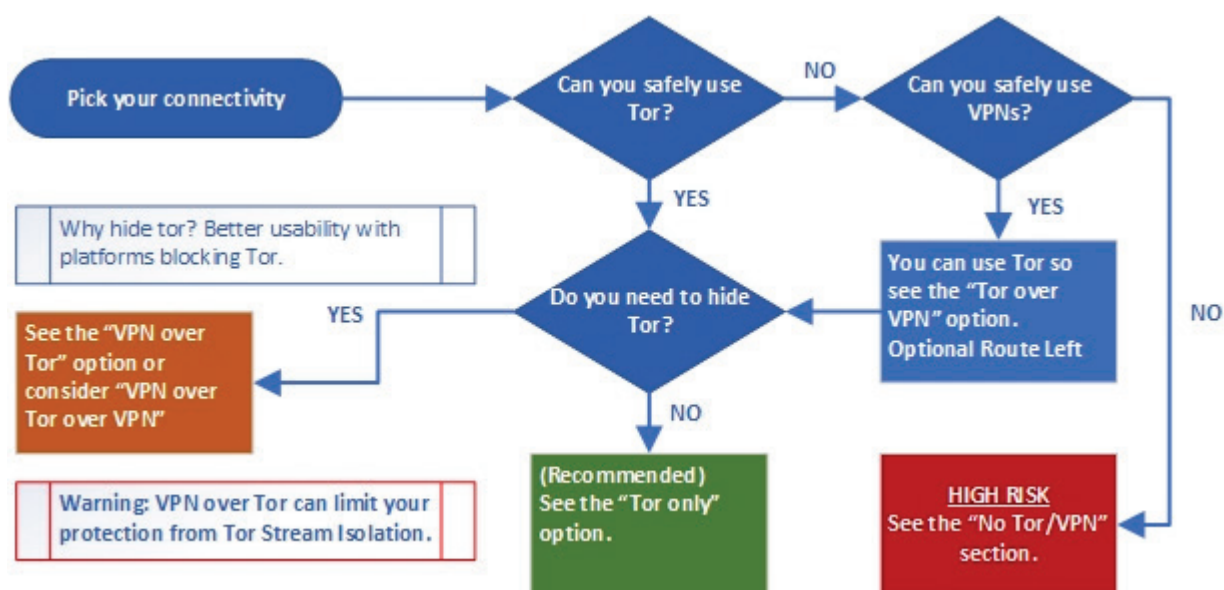 Pick your connectivity
Can you safely use
Tor?
NO
Can you safely use
VPNs?
YES
YES
NO
Why hide tor? Better usability with
platforms blocking Tor.
Do you need to hide
Tor?
You can use Tor so
see the “Tor over
VPN” option.
Optional Route Left
YES
See the “VPN over
Tor” option or
consider “VPN over
Tor over VPN”
NO
(Recommended)
See the “Tor only”
option.
HIGH RISK
See the “No Tor/VPN”
section.
Warning: VPN over Tor can limit your
protection from Tor Stream Isolation.